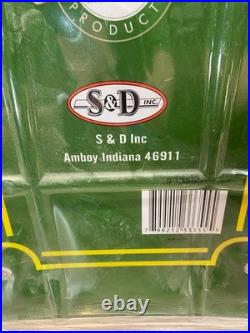 PRODUCT
S&D INC.
S & D Inc
Amboy Indiana 46911